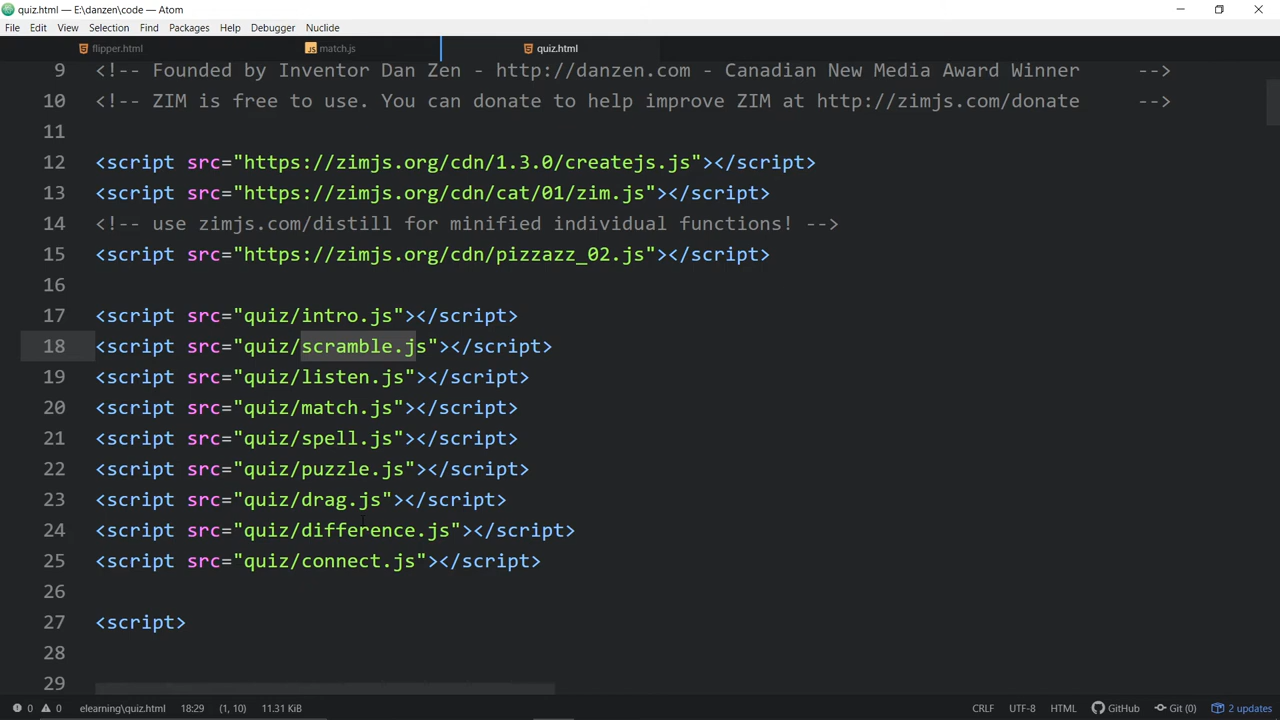 quiz.html — E:\danzen\code — Atom
File Edit View Selection Find Packages Help Debugger Nuclide
flipper.html match.js quiz.html
9 <!-- Founded by Inventor Dan Zen - http://danzen.com - Canadian New Media Award Winner -->
10 <!-- ZIM is free to use. You can donate to help improve ZIM at http://zimjs.com/donate -->
11
12 <script src="https://zimjs.org/cdn/1.3.0/createjs.js"></script>
13 <script src="https://zimjs.org/cdn/cat/01/zim.js"></script>
14 <!-- use zimjs.com/distill for minified individual functions! -->
15 <script src="https://zimjs.org/cdn/pizzazz_02.js"></script>
16
17 <script src="quiz/intro.js"></script>
18 <script src="quiz/scramble.js"></script>
19 <script src="quiz/listen.js"></script>
20 <script src="quiz/match.js"></script>
21 <script src="quiz/spell.js"></script>
22 <script src="quiz/puzzle.js"></script>
23 <script src="quiz/drag.js"></script>
24 <script src="quiz/difference.js"></script>
25 <script src="quiz/connect.js"></script>
26
27 <script>
28
29
0 0 elearning\quiz.html 18:29 (1, 10) 11.31 KiB CRLF UTF-8 HTML GitHub Git (0) 2 updates